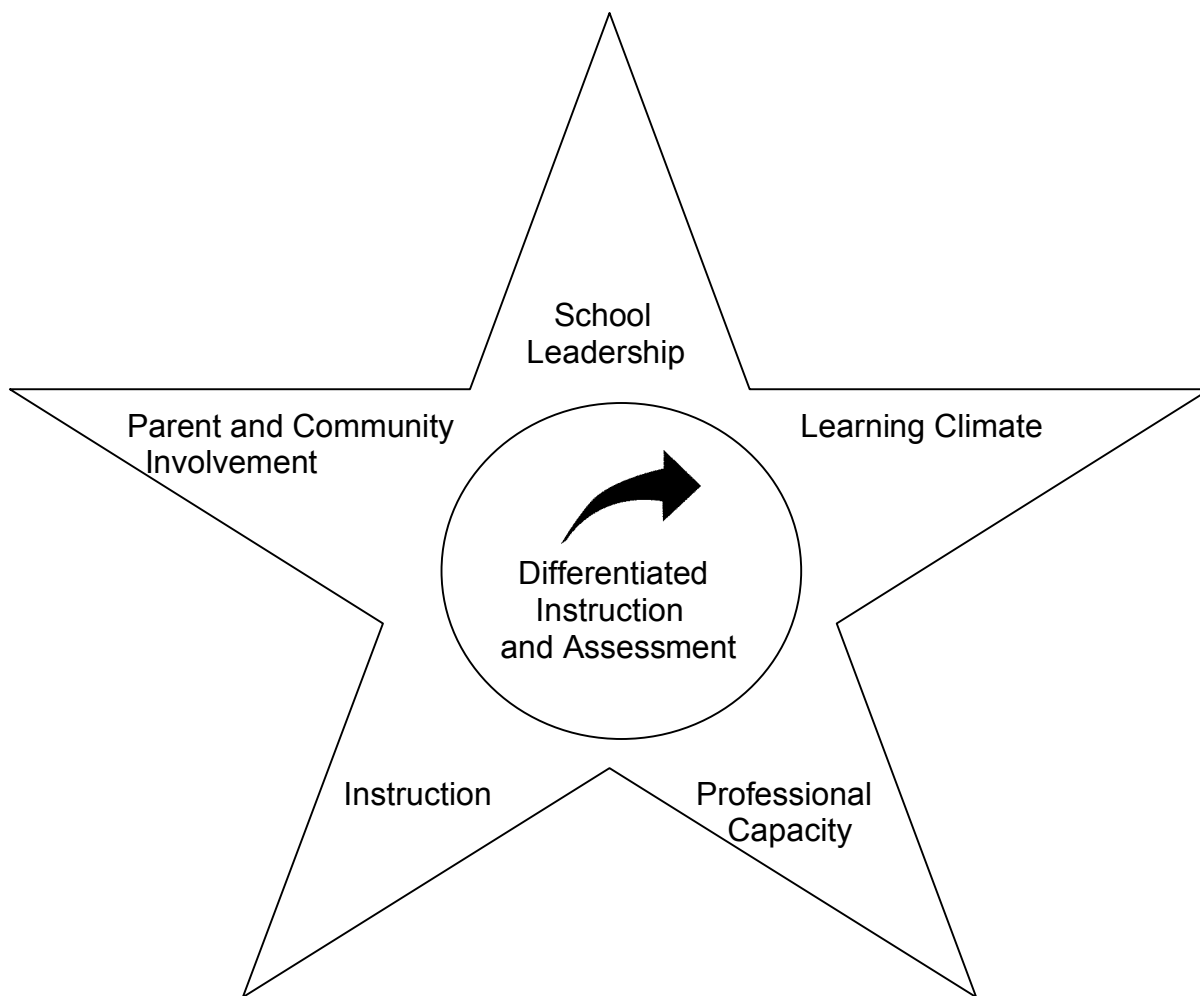 School
Leadership
Parent and Community
Involvement
Learning Climate
Differentiated
Instruction
and Assessment
Instruction
Professional
Capacity